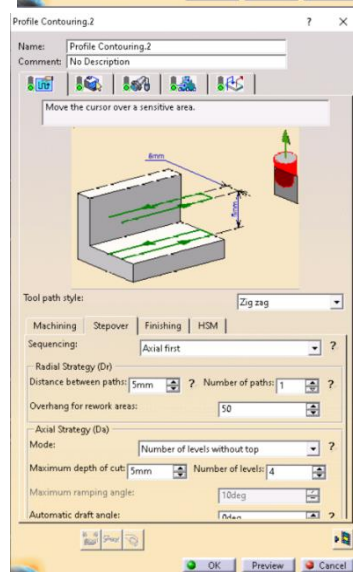 Profile Contouring.2 ? X
Name: Profile Contouring.2
Comment: No Description
Move the cursor over a sensitive area.
5mm
Tool path style: Zig zag
Machining Stepover Finishing HSM
Sequencing: Axial first ?
Radial Strategy (Dr)
Distance between paths: 5mm ? Number of paths: 1 ?
Overhang for rework areas: 50
Axial Strategy (Da)
Mode: Number of levels without top ?
Maximum depth of cut: 5mm Number of levels: 4
Maximum ramping angle: 10deg
Automatic draft angle: 0deg ?
OK Preview Cancel